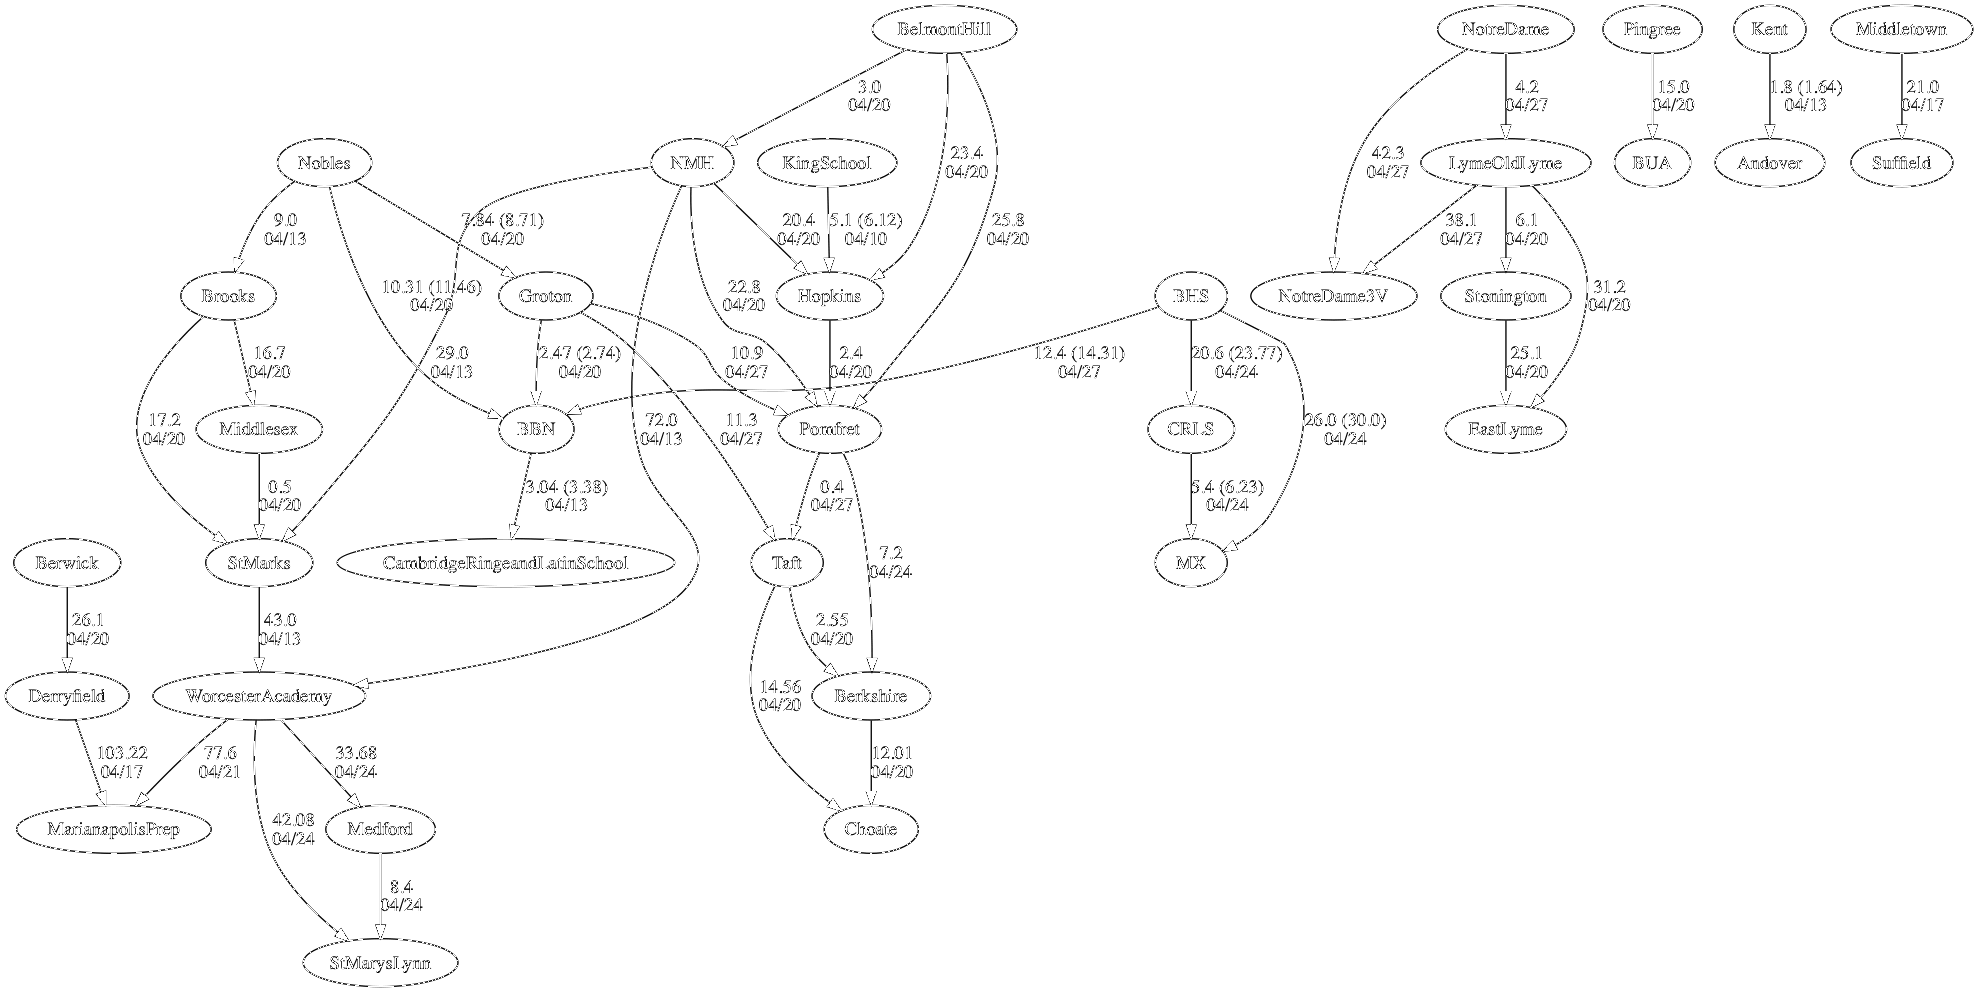 BelmontHill
NotreDame
Pingree
Kent
Middletown
3.0
04/20
4.2
04/27
15.0
04/20
1.8 (1.64)
04/13
21.0
04/17
Nobles
NMH
KingSchool
23.4
04/20
42.3
04/27
LymeOldLyme
BUA
Andover
Suffield
9.0
04/13
7.84 (8.71)
04/20
20.4
04/20
5.1 (6.12)
04/10
25.8
04/20
38.1
04/27
6.1
04/20
Brooks
10.31 (11.46)
04/20
Groton
22.8
04/20
Hopkins
BHS
NotreDame3V
Stonington
31.2
04/20
16.7
04/20
29.0
04/13
2.47 (2.74)
04/20
10.9
04/27
2.4
04/20
12.4 (14.31)
04/27
20.6 (23.77)
04/24
25.1
04/20
17.2
04/20
Middlesex
BBN
72.0
04/13
11.3
04/27
Pomfret
CRLS
26.0 (30.0)
04/24
EastLyme
0.5
04/20
3.04 (3.38)
04/13
0.4
04/27
5.4 (6.23)
04/24
Berwick
StMarks
CambridgeRingeandLatinSchool
Taft
7.2
04/24
MX
26.1
04/20
43.0
04/13
2.55
04/20
Derryfield
WorcesterAcademy
14.56
04/20
Berkshire
103.22
04/17
77.6
04/21
33.68
04/24
12.01
04/20
MarianapolisPrep
42.08
04/24
Medford
Choate
8.4
04/24
StMarysLynn